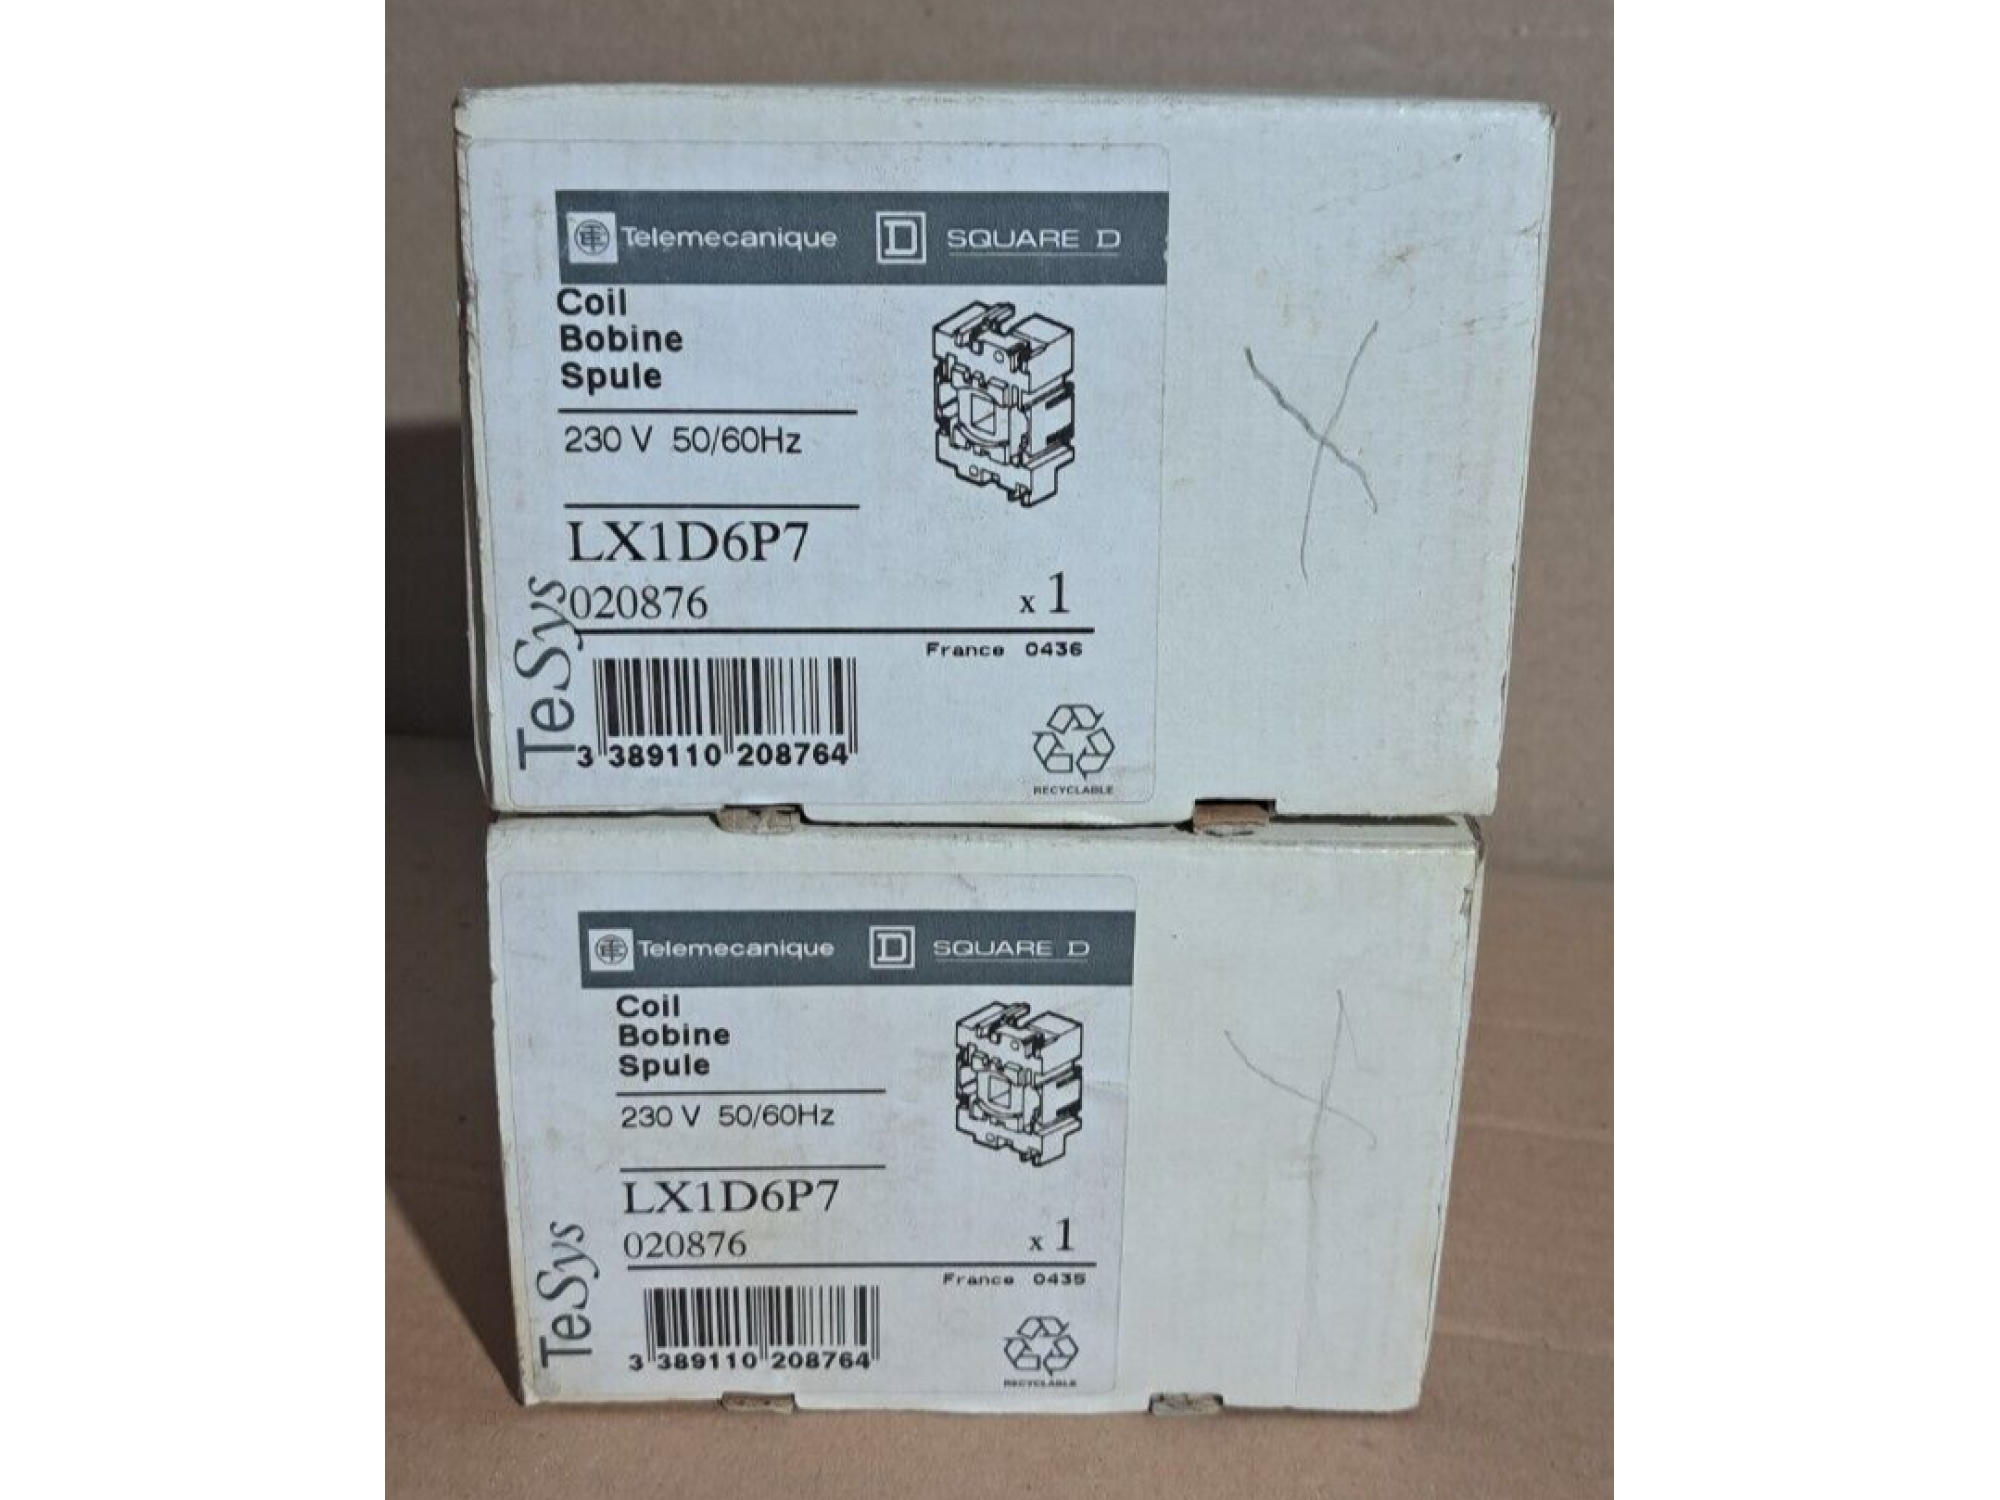 Telemecanique D SQUARE D
Coil
Bobine
Spule
230 V 50/60Hz
LX1D6P7
020876 x 1
France 0436
TeSys
3 389110 208764
RECYCLABLE
Telemecanique D SQUARE D
Coil
Bobine
Spule
230 V 50/60Hz
LX1D6P7
020876 x 1
France 0435
TeSys
3 389110 208764
RECYCLABLE